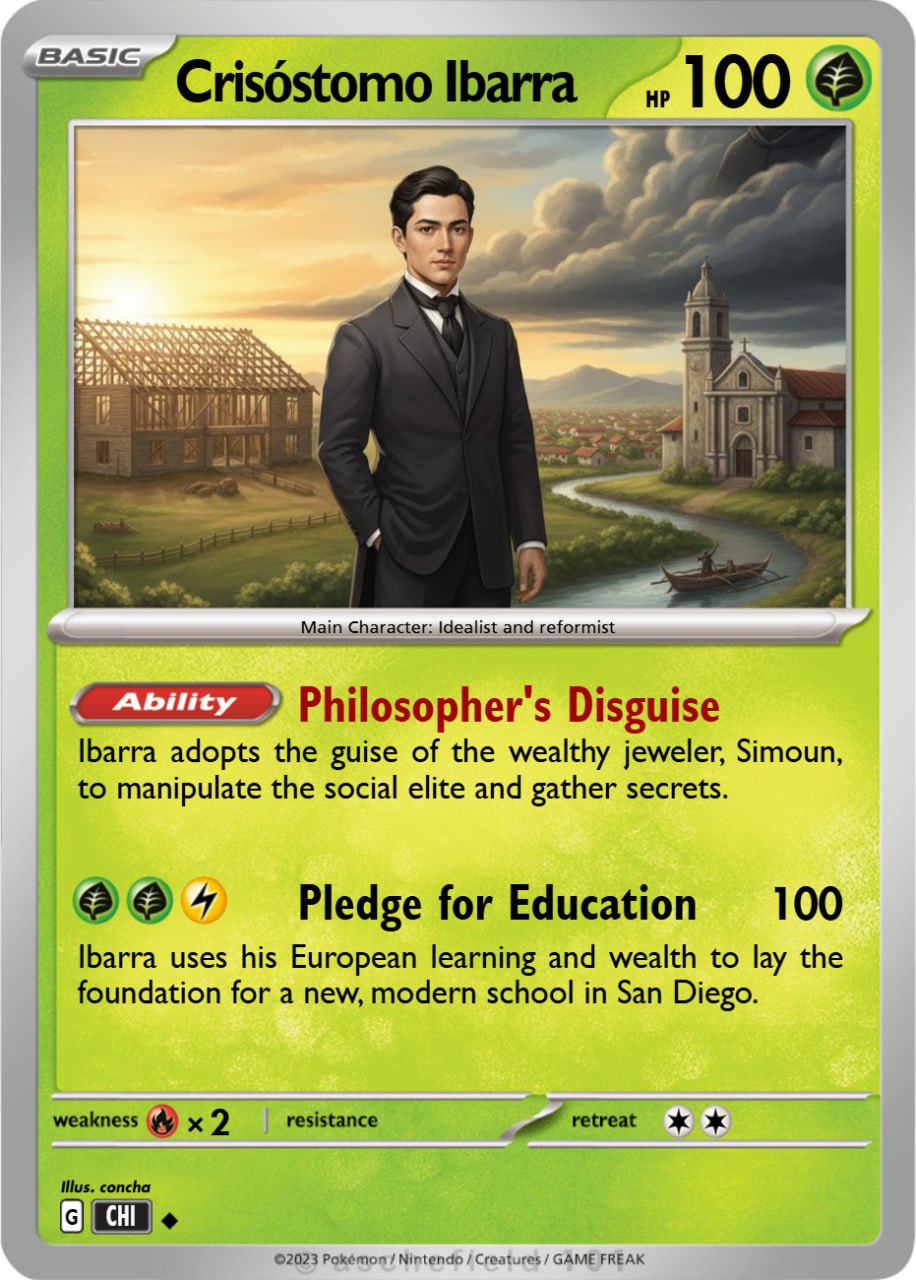 BASIC
Crisóstomo Ibarra
HP 100
Main Character: Idealist and reformist
Ability Philosopher's Disguise
Ibarra adopts the guise of the wealthy jeweler, Simoun,
to manipulate the social elite and gather secrets.
Pledge for Education 100
Ibarra uses his European learning and wealth to lay the
foundation for a new, modern school in San Diego.
weakness ×2 resistance retreat
Illus. concha
G CHI
©2023 Pokémon / Nintendo / Creatures / GAME FREAK